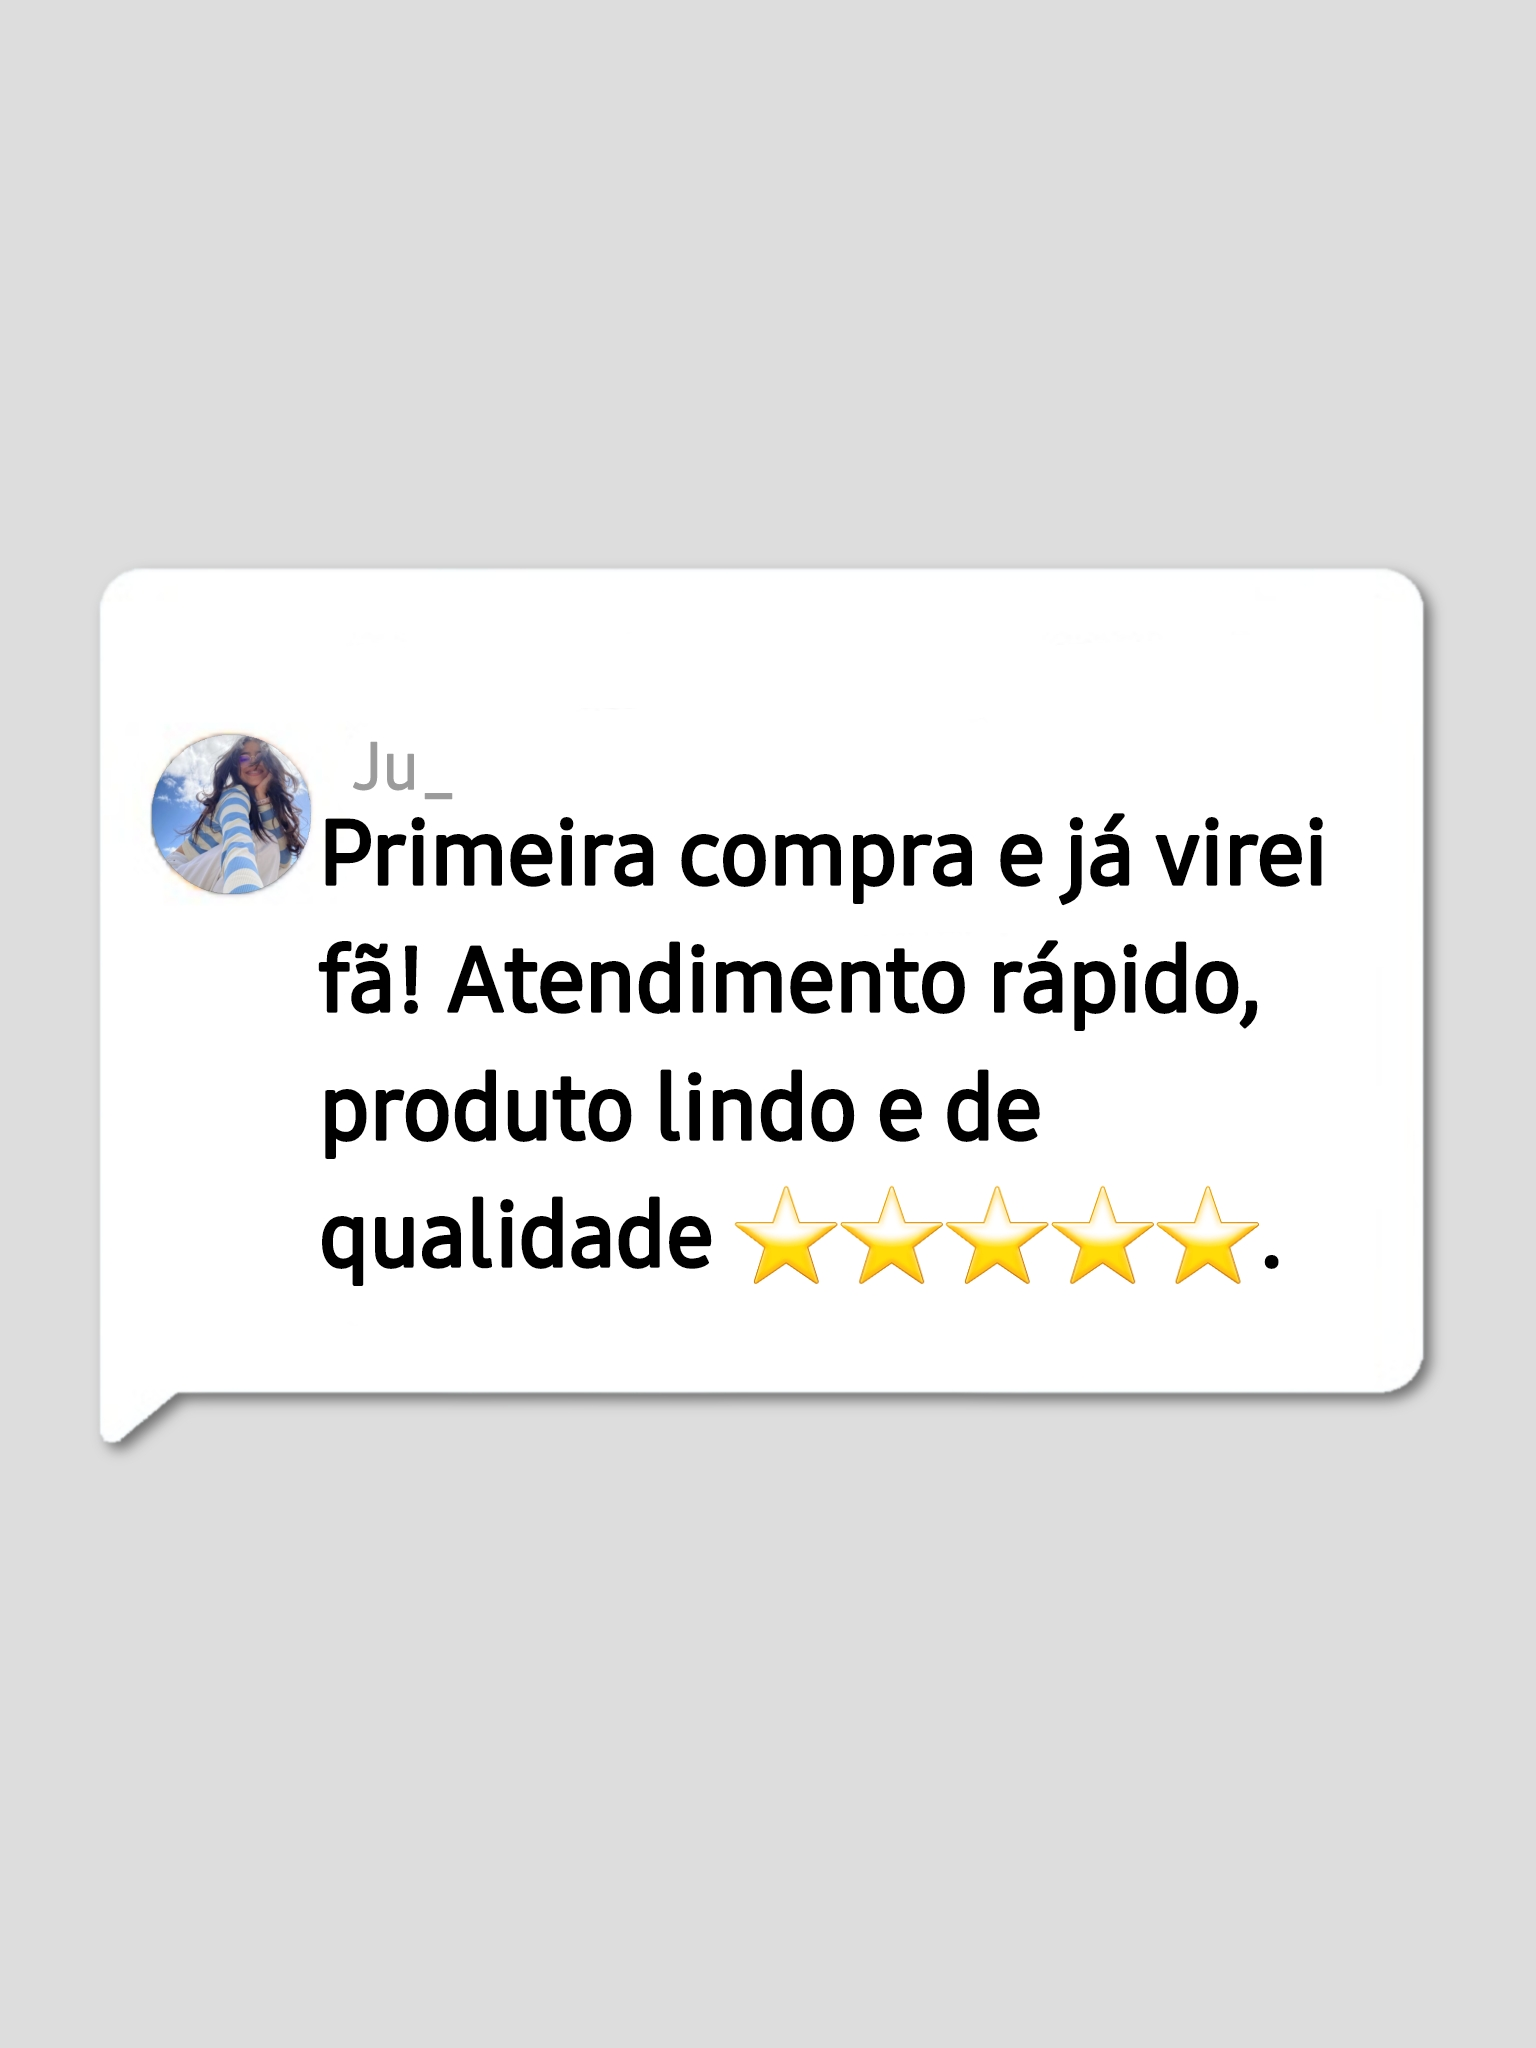 Ju_
Primeira compra e já virei
fã! Atendimento rápido,
produto lindo e de
qualidade ⭐⭐⭐⭐⭐.